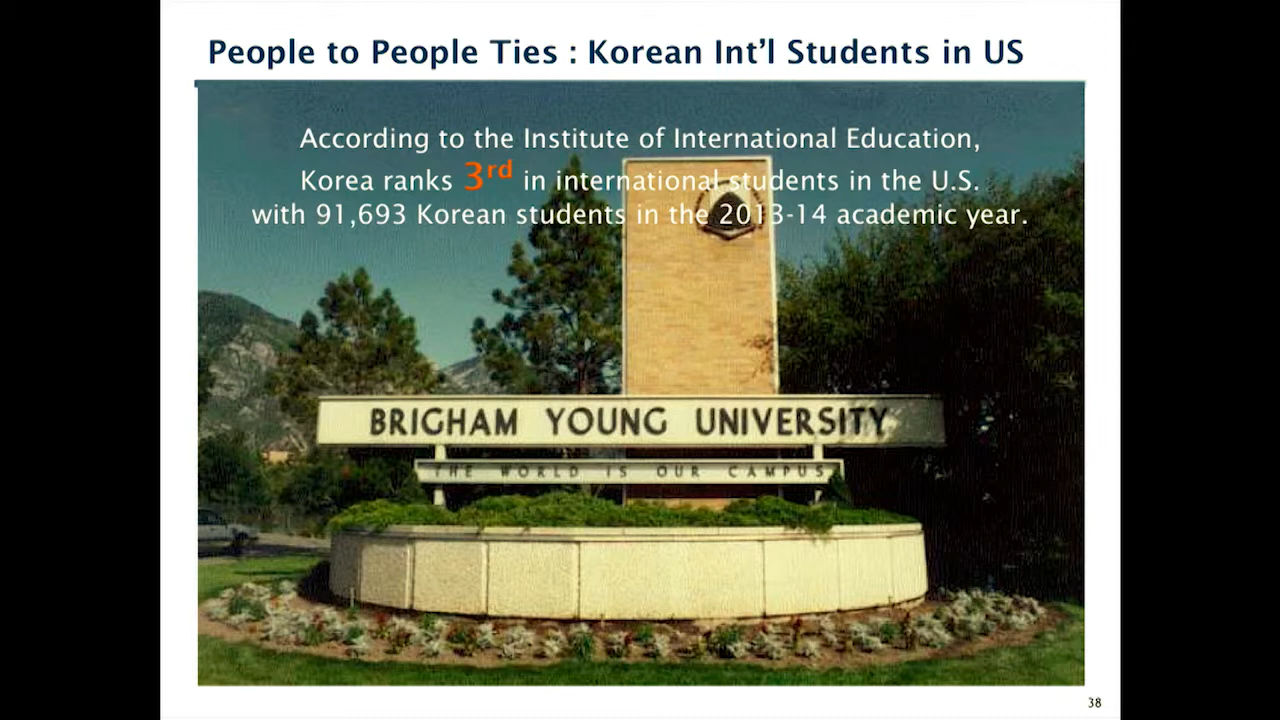 People to People Ties : Korean Int’l Students in US
According to the Institute of International Education,
Korea ranks 3rd in international students in the U.S.
with 91,693 Korean students in the 2013-14 academic year.
BRIGHAM YOUNG UNIVERSITY
THE WORLD IS OUR CAMPUS
38